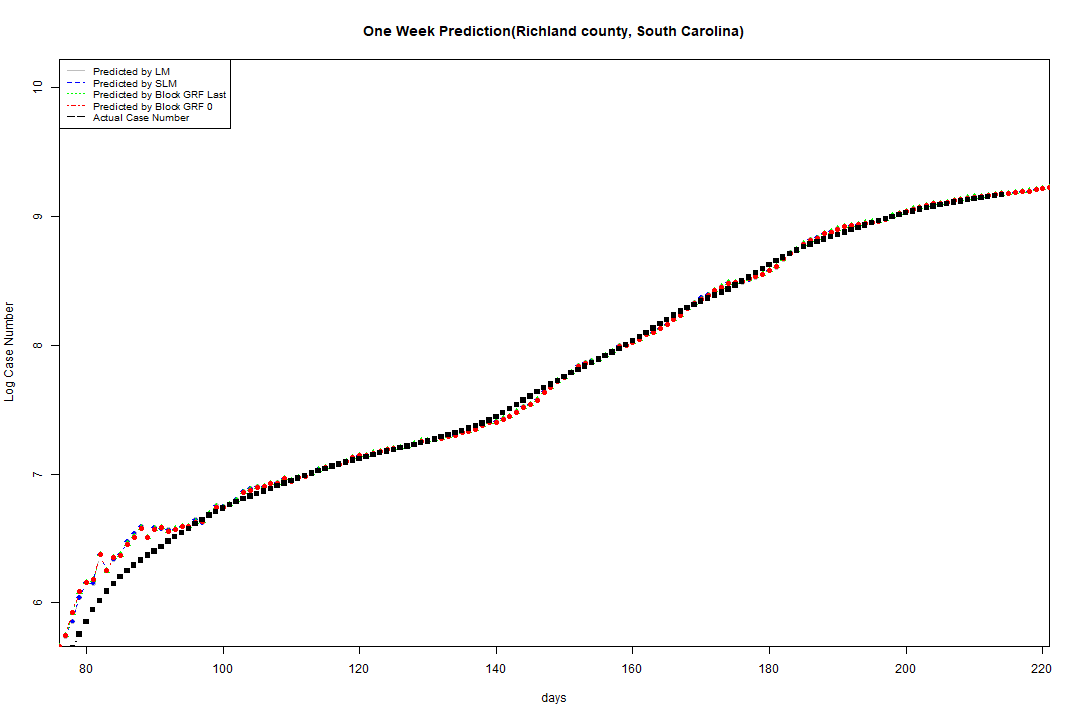 One Week Prediction(Richland county, South Carolina)
Predicted by LM
Predicted by SLM
Predicted by Block GRF Last
Predicted by Block GRF 0
Actual Case Number
10
9
8
7
6
Log Case Number
80 100 120 140 160 180 200 220
days